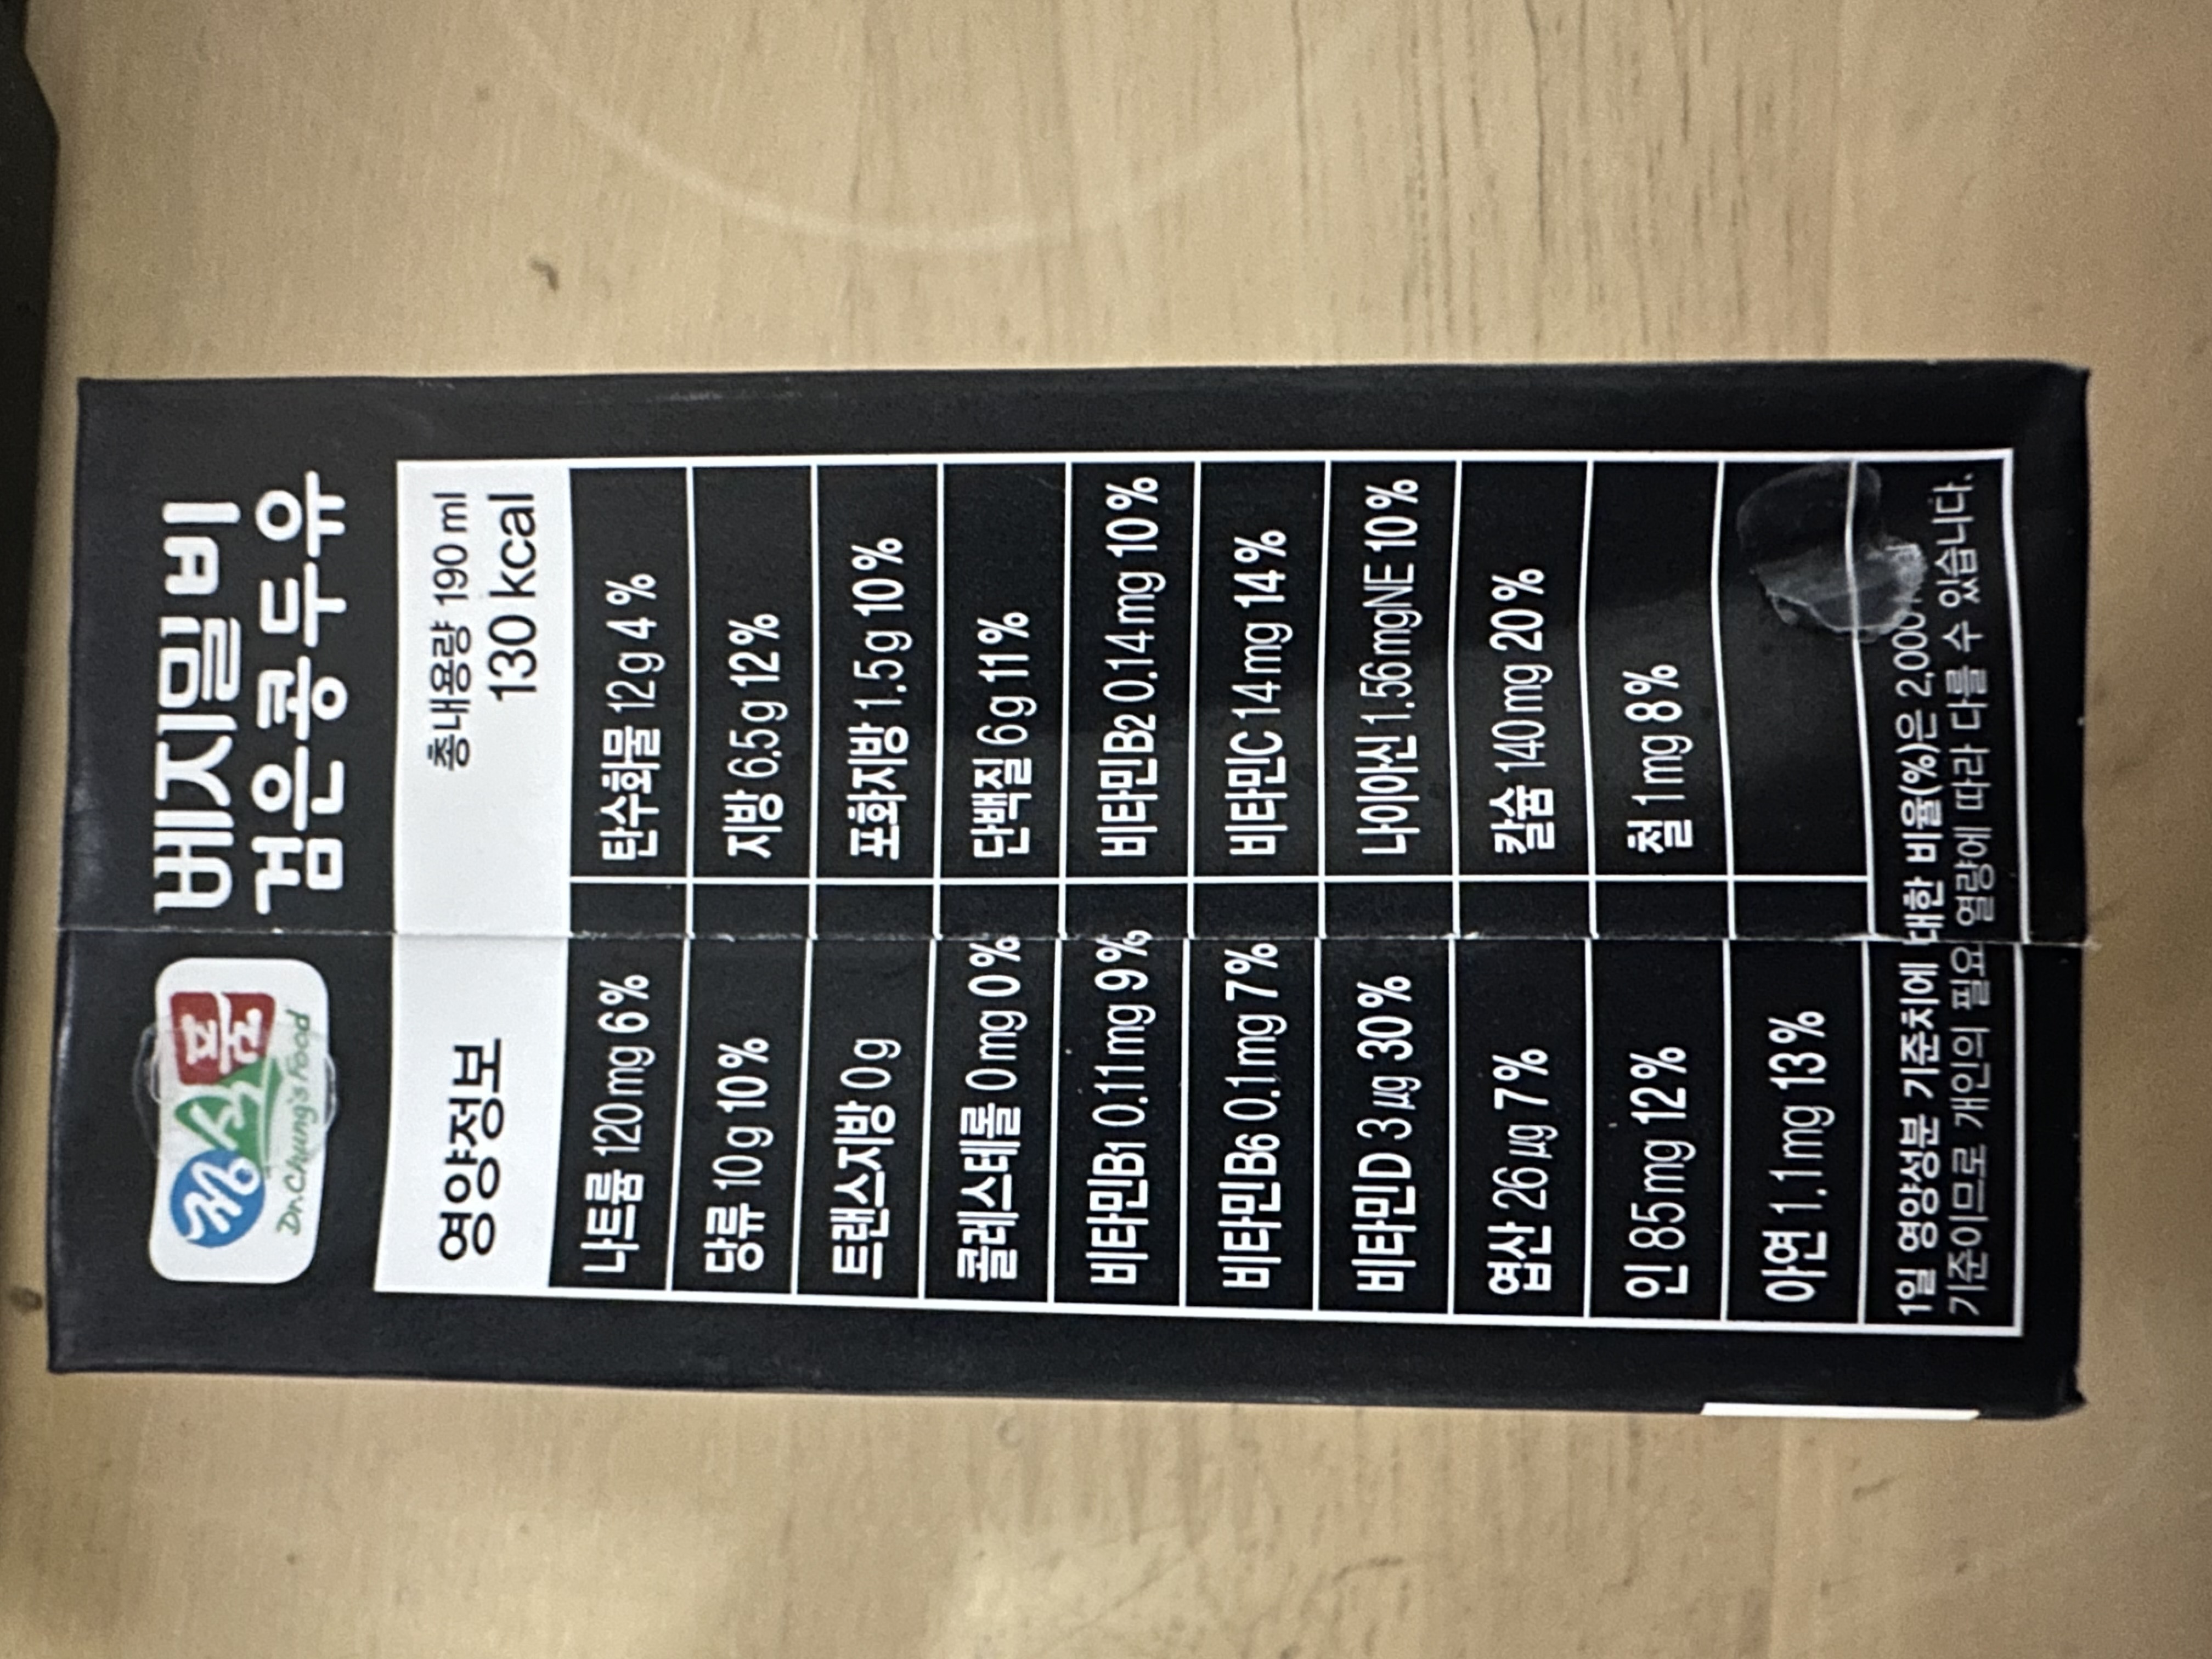 정식품
Dr.Chung's Food
베지밀 비
검은콩 두유
영양정보
총내용량 190 ml
130 kcal
나트륨 120 mg 6 %
탄수화물 12 g 4 %
당류 10 g 10 %
지방 6.5 g 12 %
트랜스지방 0 g
포화지방 1.5 g 10 %
콜레스테롤 0 mg 0 %
단백질 6 g 11 %
비타민B1 0.11 mg 9 %
비타민B2 0.14 mg 10 %
비타민B6 0.1 mg 7 %
비타민C 14 mg 14 %
비타민D 3 μg 30 %
나이아신 1.56 mgNE 10 %
엽산 26 μg 7 %
칼슘 140 mg 20 %
인 85 mg 12 %
철 1 mg 8 %
아연 1.1 mg 13 %
1일 영양성분 기준치에 대한 비율(%)은 2,000
기준이므로 개인의 필요 열량에 따라 다를 수 있습니다.